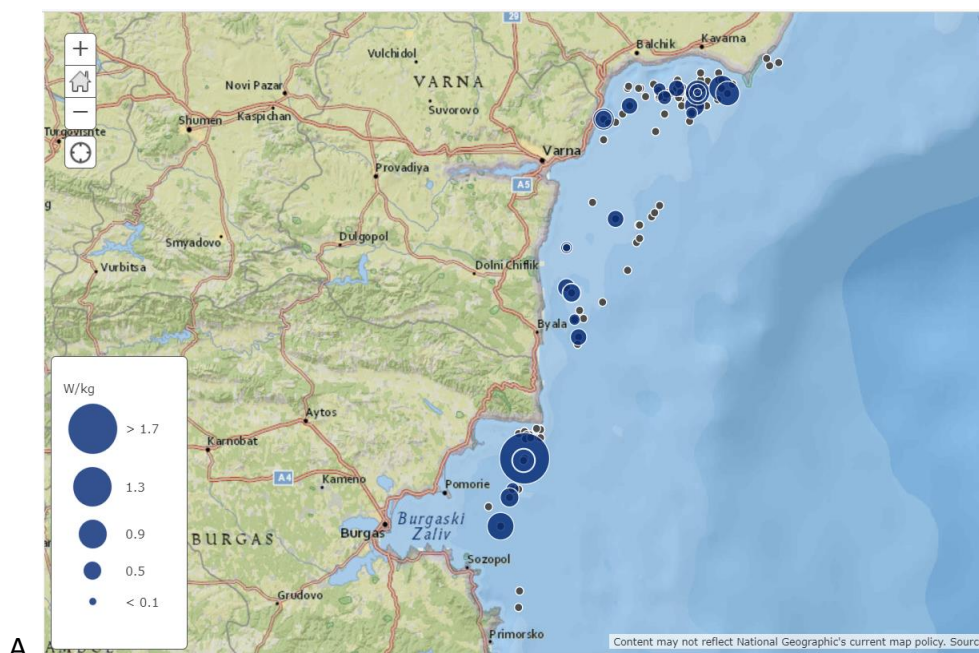 29
Balchik
Kavarna
Vulchidol
VARNA
Novi Pazar
Suvorovo
Kaspichan
Shumen
Turgovishte
Varna
Provadiya
A5
Smyadovo
Dulgopol
Vurbitsa
Dolni Chiflik
Byala
W/kg
> 1.7
1.3
0.9
0.5
< 0.1
Aytos
Karnobat
A4
Kameno
Pomorie
Burgaski
Zaliv
Burgas
BURGAS
Sozopol
Grudovo
Primorsko
Content may not reflect National Geographic's current map policy. Sourc
A